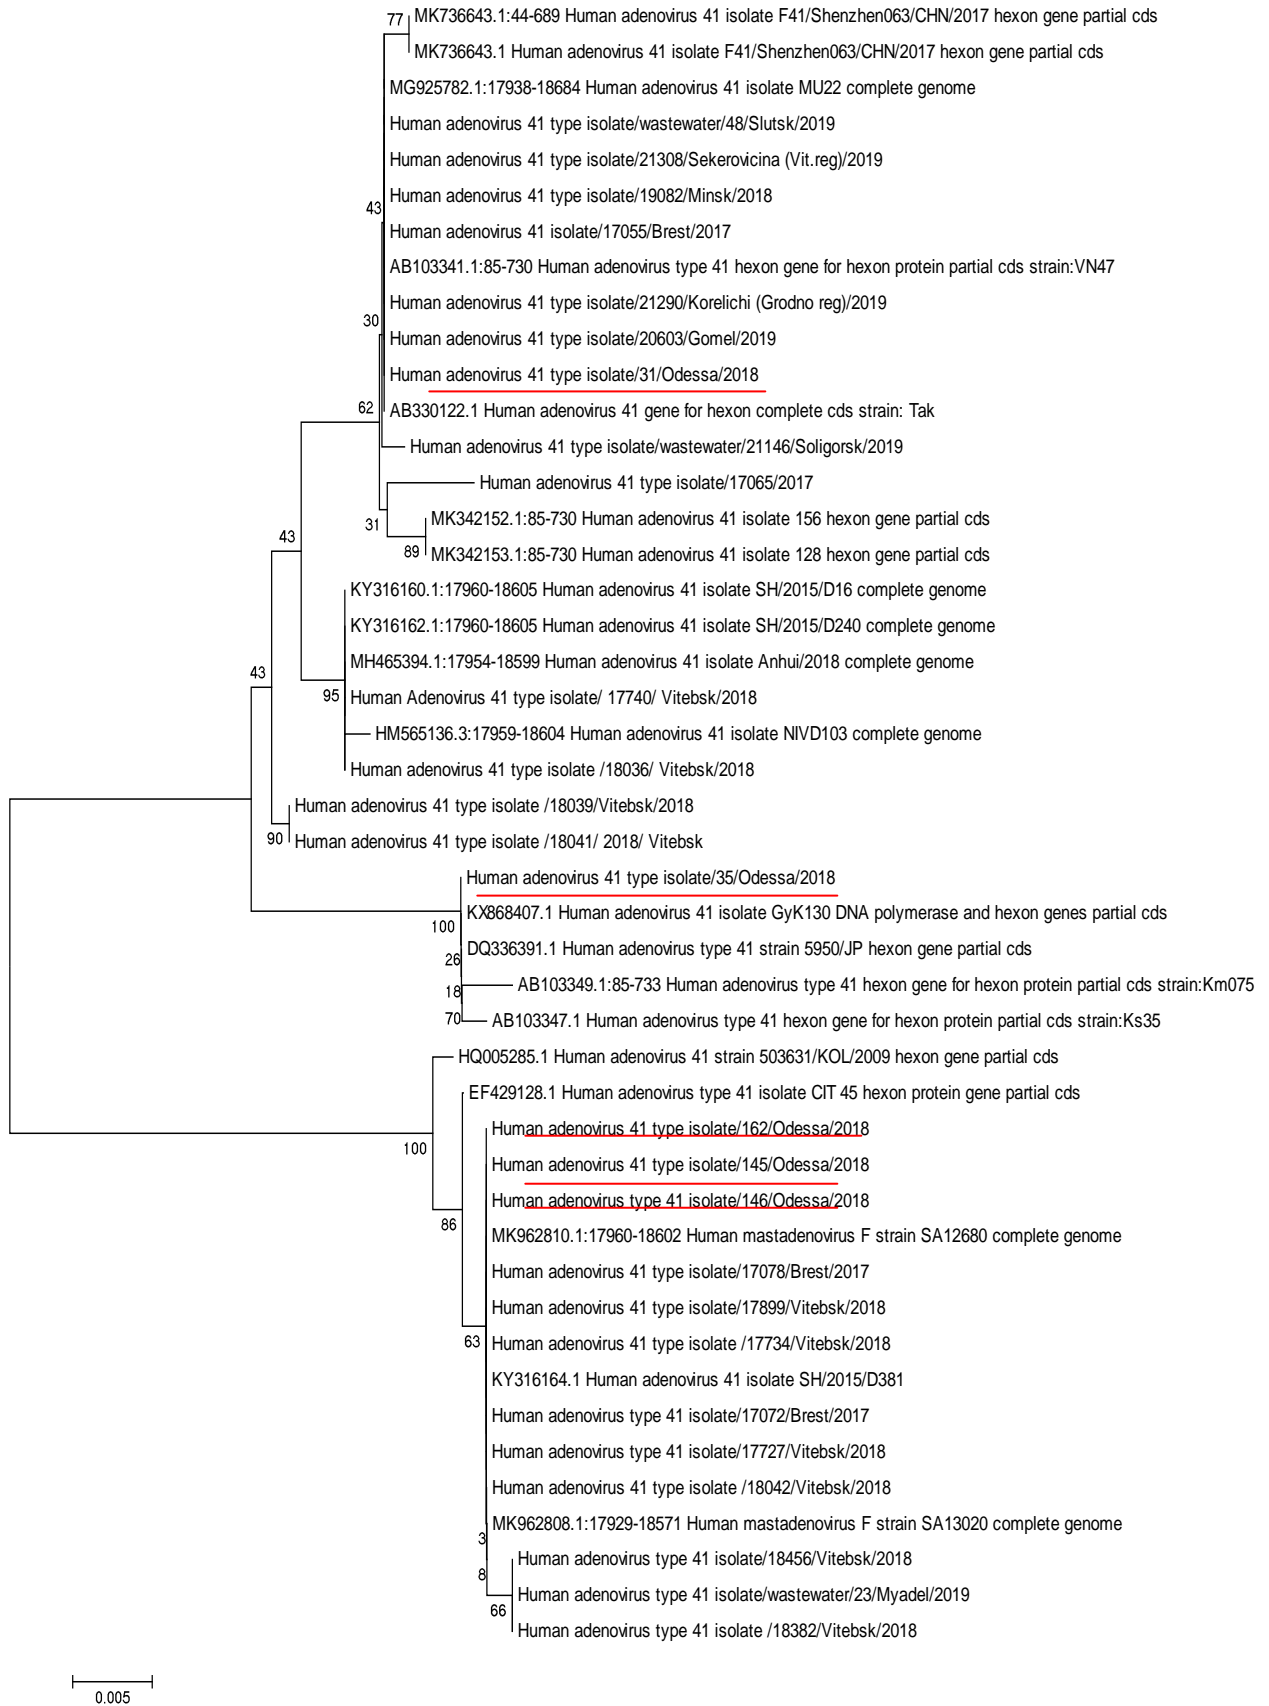 77 MK736643.1:44-689 Human adenovirus 41 isolate F41/Shenzhen063/CHN/2017 hexon gene partial cds
MK736643.1 Human adenovirus 41 isolate F41/Shenzhen063/CHN/2017 hexon gene partial cds
MG925782.1:17938-18684 Human adenovirus 41 isolate MU22 complete genome
Human adenovirus 41 type isolate/wastewater/48/Slutsk/2019
Human adenovirus 41 type isolate/21308/Sekerovicina (Vit.reg)/2019
Human adenovirus 41 type isolate/19082/Minsk/2018
43
Human adenovirus 41 isolate/17055/Brest/2017
AB103341.1:85-730 Human adenovirus type 41 hexon gene for hexon protein partial cds strain:VN47
Human adenovirus 41 type isolate/21290/Korelichi (Grodno reg)/2019
30
Human adenovirus 41 type isolate/20603/Gomel/2019
Human adenovirus 41 type isolate/31/Odessa/2018
62
AB330122.1 Human adenovirus 41 gene for hexon complete cds strain: Tak
Human adenovirus 41 type isolate/wastewater/21146/Soligorsk/2019
Human adenovirus 41 type isolate/17065/2017
31
MK342152.1:85-730 Human adenovirus 41 isolate 156 hexon gene partial cds
43
89 MK342153.1:85-730 Human adenovirus 41 isolate 128 hexon gene partial cds
KY316160.1:17960-18605 Human adenovirus 41 isolate SH/2015/D16 complete genome
KY316162.1:17960-18605 Human adenovirus 41 isolate SH/2015/D240 complete genome
MH465394.1:17954-18599 Human adenovirus 41 isolate Anhui/2018 complete genome
43
95 Human Adenovirus 41 type isolate/ 17740/ Vitebsk/2018
HM565136.3:17959-18604 Human adenovirus 41 isolate NIVD103 complete genome
Human adenovirus 41 type isolate /18036/ Vitebsk/2018
Human adenovirus 41 type isolate /18039/Vitebsk/2018
90 Human adenovirus 41 type isolate /18041/ 2018/ Vitebsk
Human adenovirus 41 type isolate/35/Odessa/2018
KX868407.1 Human adenovirus 41 isolate GyK130 DNA polymerase and hexon genes partial cds
100
DQ336391.1 Human adenovirus type 41 strain 5950/JP hexon gene partial cds
26
AB103349.1:85-733 Human adenovirus type 41 hexon gene for hexon protein partial cds strain:Km075
18
70 AB103347.1 Human adenovirus type 41 hexon gene for hexon protein partial cds strain:Ks35
HQ005285.1 Human adenovirus 41 strain 503631/KOL/2009 hexon gene partial cds
EF429128.1 Human adenovirus type 41 isolate CIT 45 hexon protein gene partial cds
Human adenovirus 41 type isolate/162/Odessa/2018
100
Human adenovirus 41 type isolate/145/Odessa/2018
Human adenovirus type 41 isolate/146/Odessa/2018
86
MK962810.1:17960-18602 Human mastadenovirus F strain SA12680 complete genome
Human adenovirus 41 type isolate/17078/Brest/2017
Human adenovirus 41 type isolate/17899/Vitebsk/2018
63 Human adenovirus 41 type isolate /17734/Vitebsk/2018
KY316164.1 Human adenovirus 41 isolate SH/2015/D381
Human adenovirus type 41 isolate/17072/Brest/2017
Human adenovirus type 41 isolate/17727/Vitebsk/2018
Human adenovirus 41 type isolate /18042/Vitebsk/2018
MK962808.1:17929-18571 Human mastadenovirus F strain SA13020 complete genome
3
Human adenovirus type 41 isolate/18456/Vitebsk/2018
8
Human adenovirus type 41 isolate/wastewater/23/Myadel/2019
66
Human adenovirus type 41 isolate /18382/Vitebsk/2018
0.005